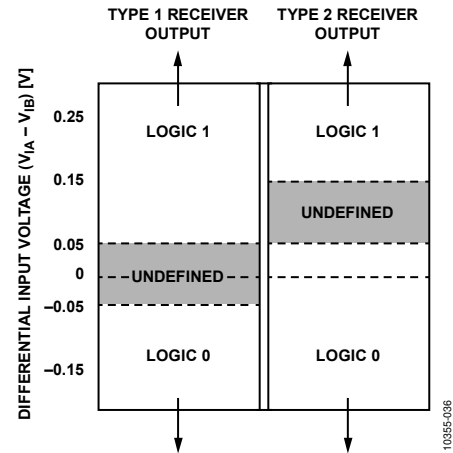 TYPE 1 RECEIVER
OUTPUT
TYPE 2 RECEIVER
OUTPUT
DIFFERENTIAL INPUT VOLTAGE (VIA – VIB) [V]
0.25
0.15
0.05
0
–0.05
–0.15
LOGIC 1
UNDEFINED
LOGIC 0
LOGIC 1
UNDEFINED
LOGIC 0
10355-036